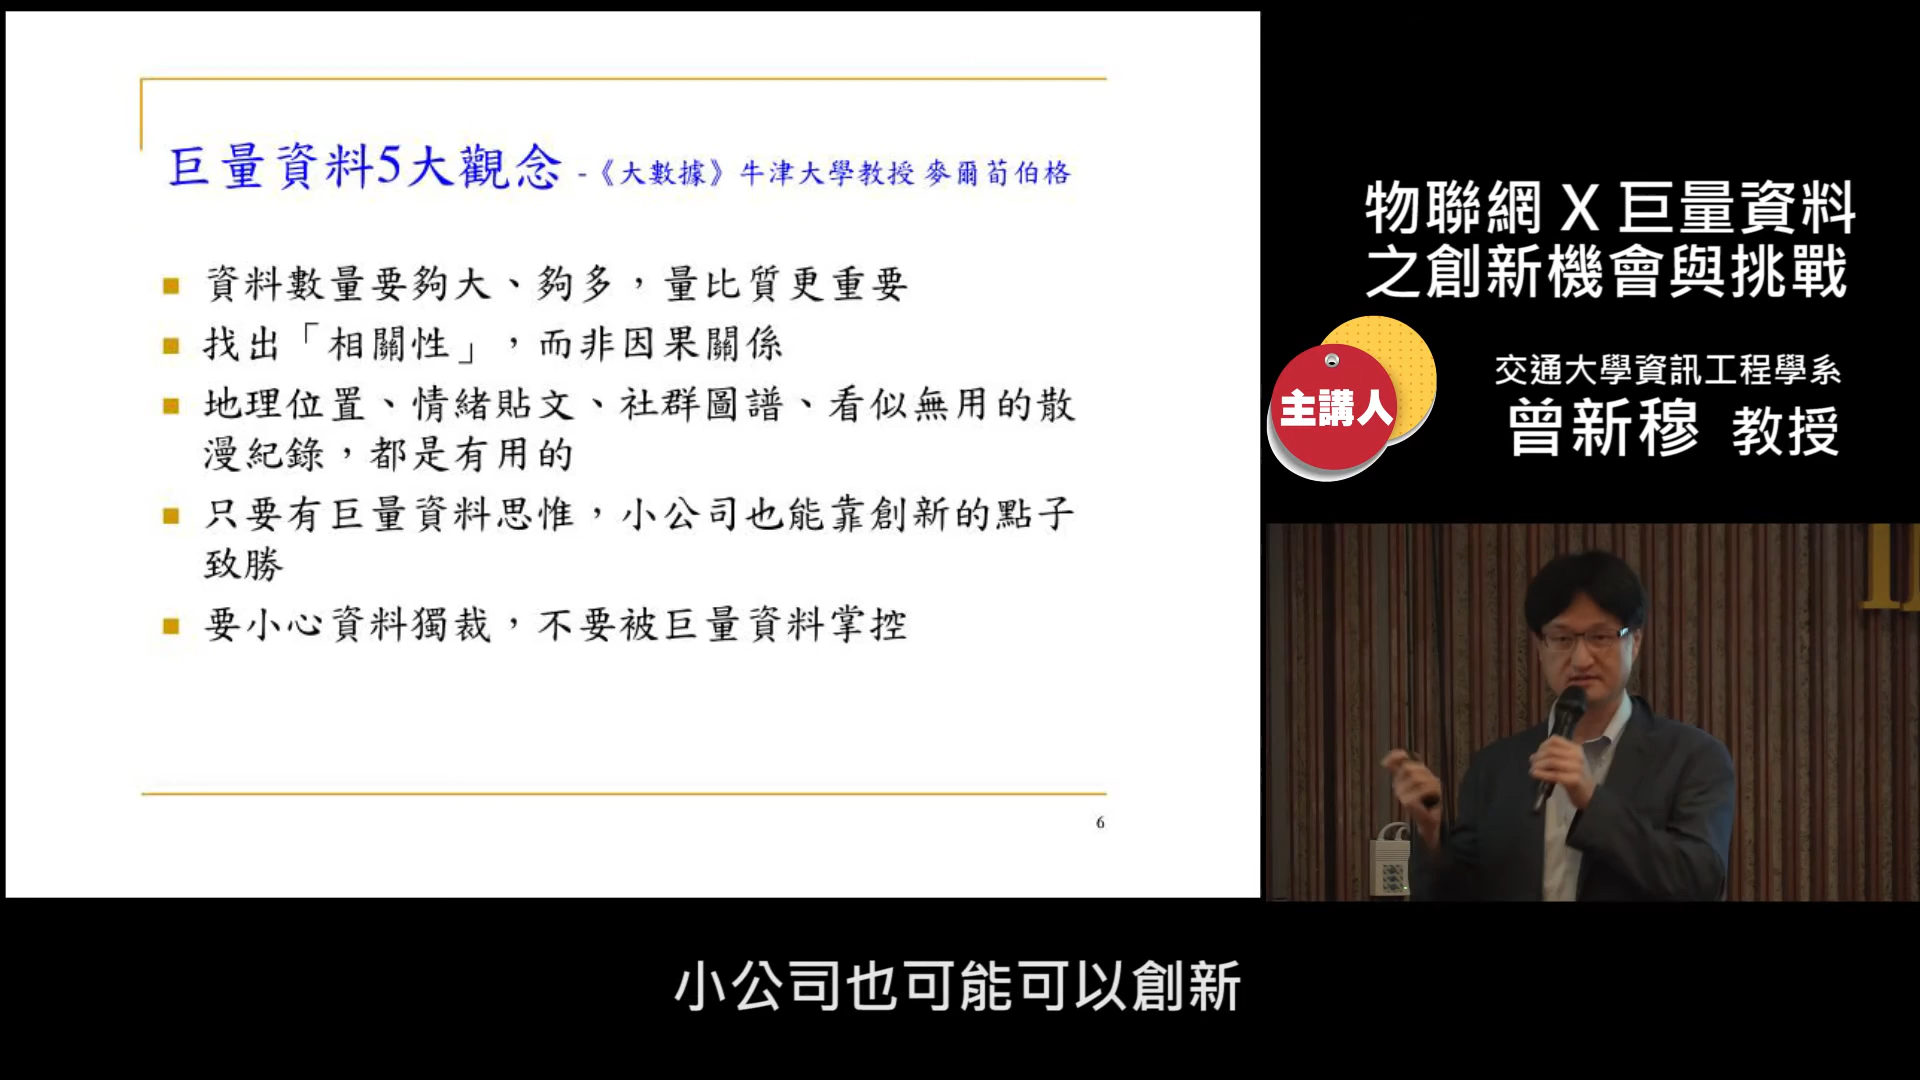 巨量資料5大觀念 -《大數據》牛津大學教授 麥爾荀伯格
資料數量要夠大、夠多，量比質更重要
找出「相關性」，而非因果關係
地理位置、情緒貼文、社群圖譜、看似無用的散
漫紀錄，都是有用的
只要有巨量資料思惟，小公司也能靠創新的點子
致勝
要小心資料獨裁，不要被巨量資料掌控
6
物聯網 X 巨量資料
之創新機會與挑戰
主講人
交通大學資訊工程學系
曾新穆 教授
小公司也可能可以創新